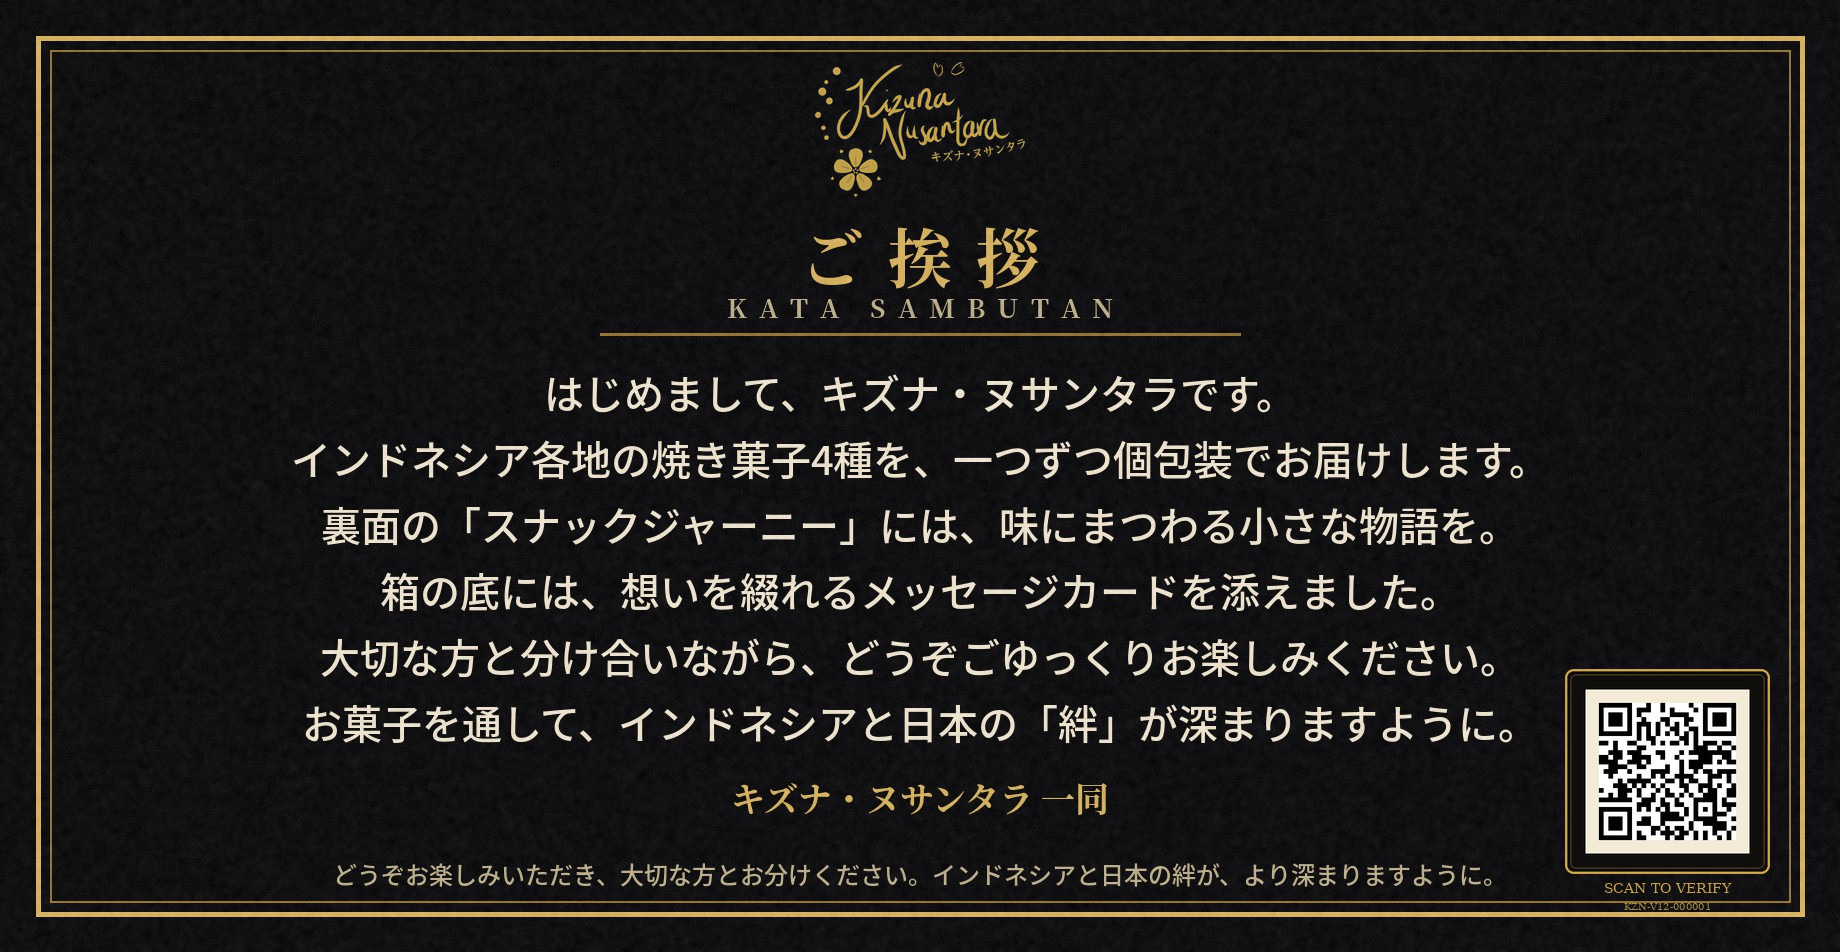 Kizuna
Nusantara
キズナ・ヌサンタラ
ご挨拶
KATA SAMBUTAN
はじめまして、キズナ・ヌサンタラです。
インドネシア各地の焼き菓子4種を、一つずつ個包装でお届けします。
裏面の「スナックジャーニー」には、味にまつわる小さな物語を。
箱の底には、想いを綴れるメッセージカードを添えました。
大切な方と分け合いながら、どうぞごゆっくりお楽しみください。
お菓子を通して、インドネシアと日本の「絆」が深まりますように。
キズナ・ヌサンタラ 一同
どうぞお楽しみいただき、大切な方とお分けください。インドネシアと日本の絆が、より深まりますように。
SCAN TO VERIFY
KZN-V12-000001